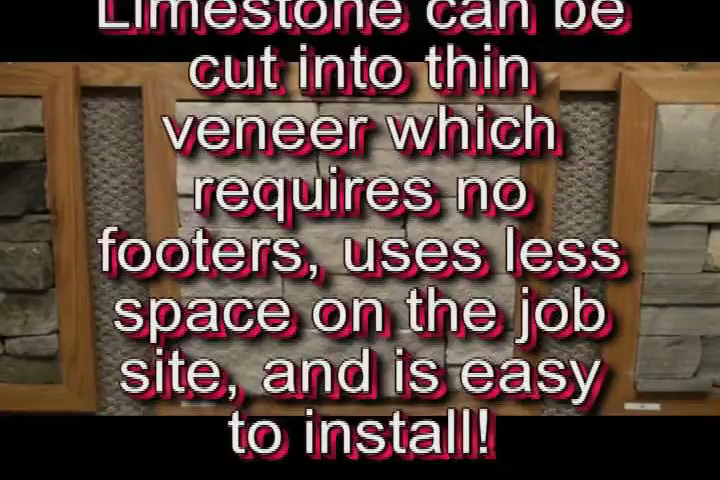 Limestone can be
cut into thin
veneer which
requires no
footers, uses less
space on the job
site, and is easy
to install!